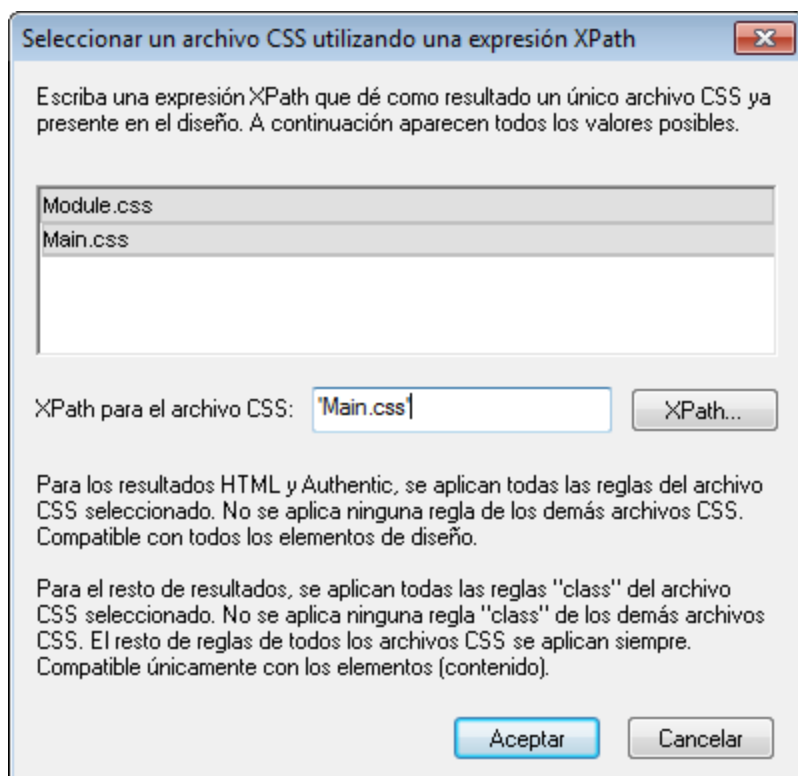 Seleccionar un archivo CSS utilizando una expresión XPath
Escriba una expresión XPath que dé como resultado un único archivo CSS ya
presente en el diseño. A continuación aparecen todos los valores posibles.
Module.css
Main.css
XPath para el archivo CSS: 'Main.css' XPath...
Para los resultados HTML y Authentic, se aplican todas las reglas del archivo
CSS seleccionado. No se aplica ninguna regla de los demás archivos CSS.
Compatible con todos los elementos de diseño.
Para el resto de resultados, se aplican todas las reglas "class" del archivo
CSS seleccionado. No se aplica ninguna regla "class" de los demás archivos
CSS. El resto de reglas de todos los archivos CSS se aplican siempre.
Compatible únicamente con los elementos (contenido).
Aceptar Cancelar